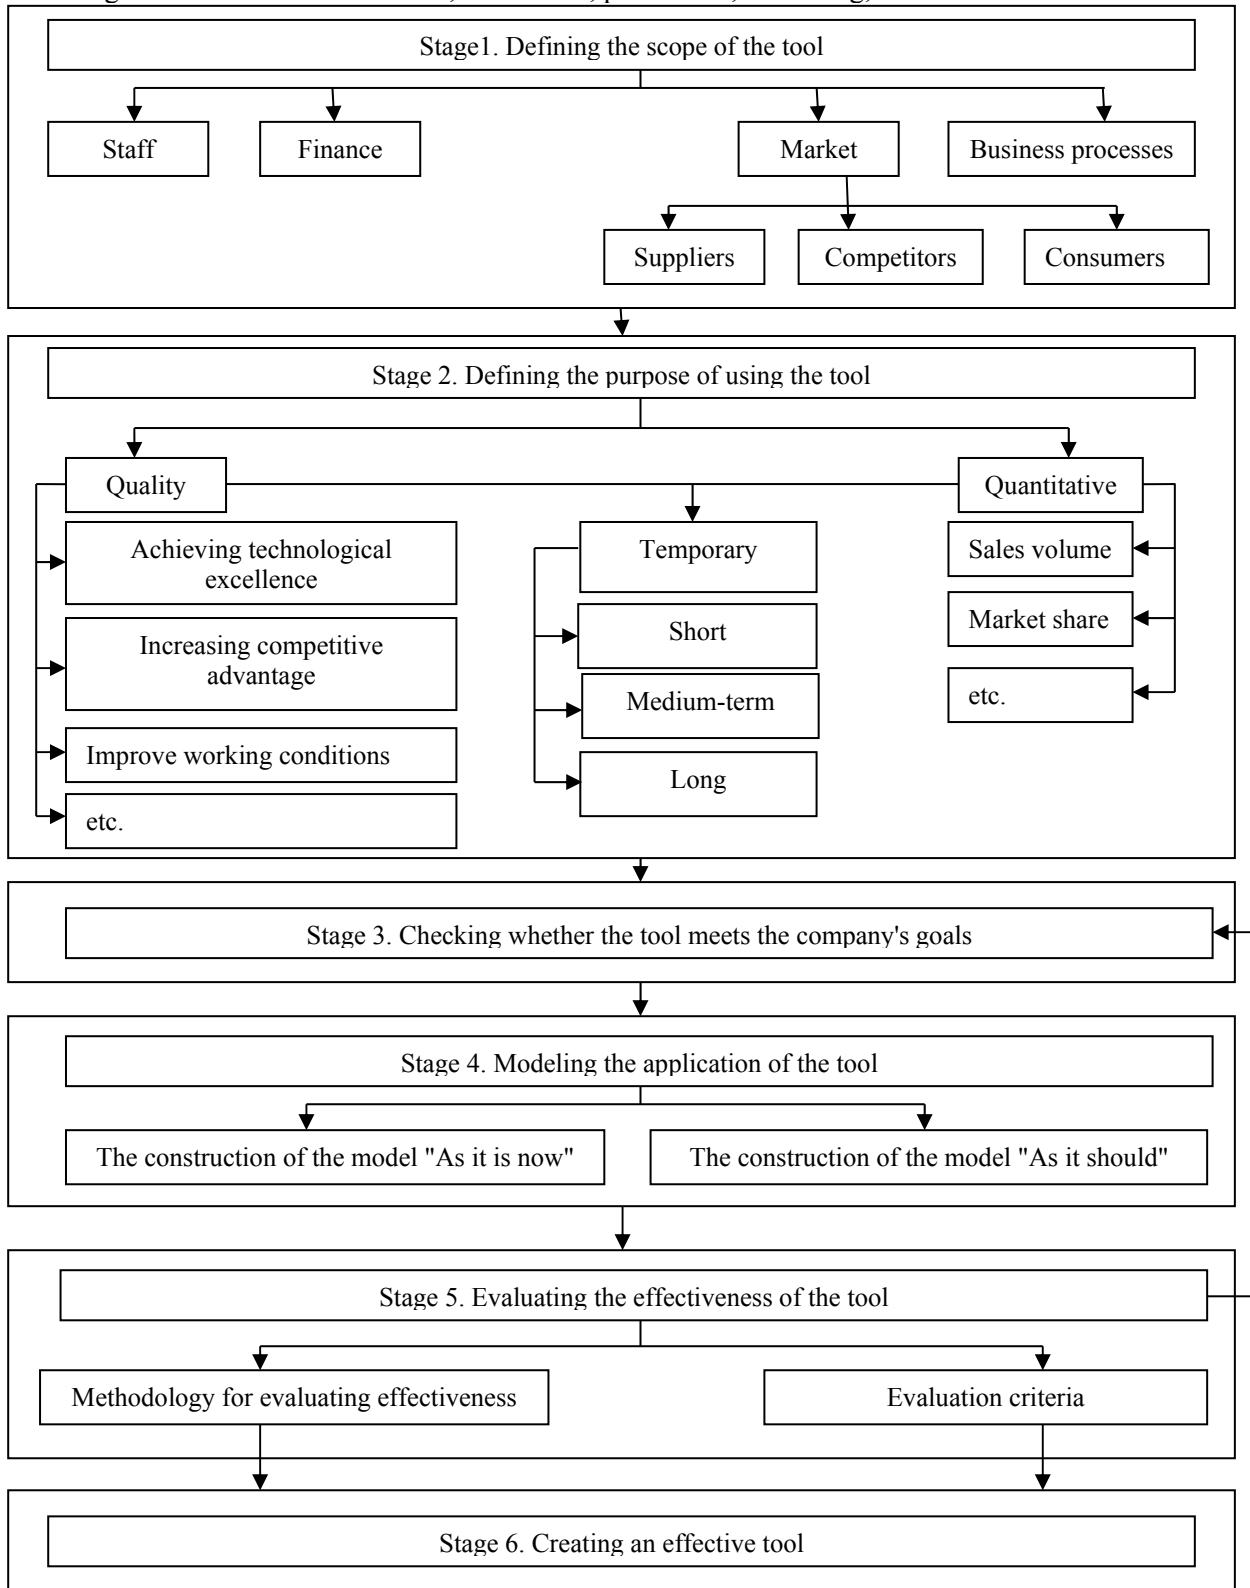 Stage1. Defining the scope of the tool
Staff
Finance
Market
Business processes
Suppliers
Competitors
Consumers
Stage 2. Defining the purpose of using the tool
Quality
Quantitative
Achieving technological
excellence
Increasing competitive
advantage
Improve working conditions
etc.
Temporary
Short
Medium-term
Long
Sales volume
Market share
etc.
Stage 3. Checking whether the tool meets the company's goals
Stage 4. Modeling the application of the tool
The construction of the model "As it is now"
The construction of the model "As it should"
Stage 5. Evaluating the effectiveness of the tool
Methodology for evaluating effectiveness
Evaluation criteria
Stage 6. Creating an effective tool